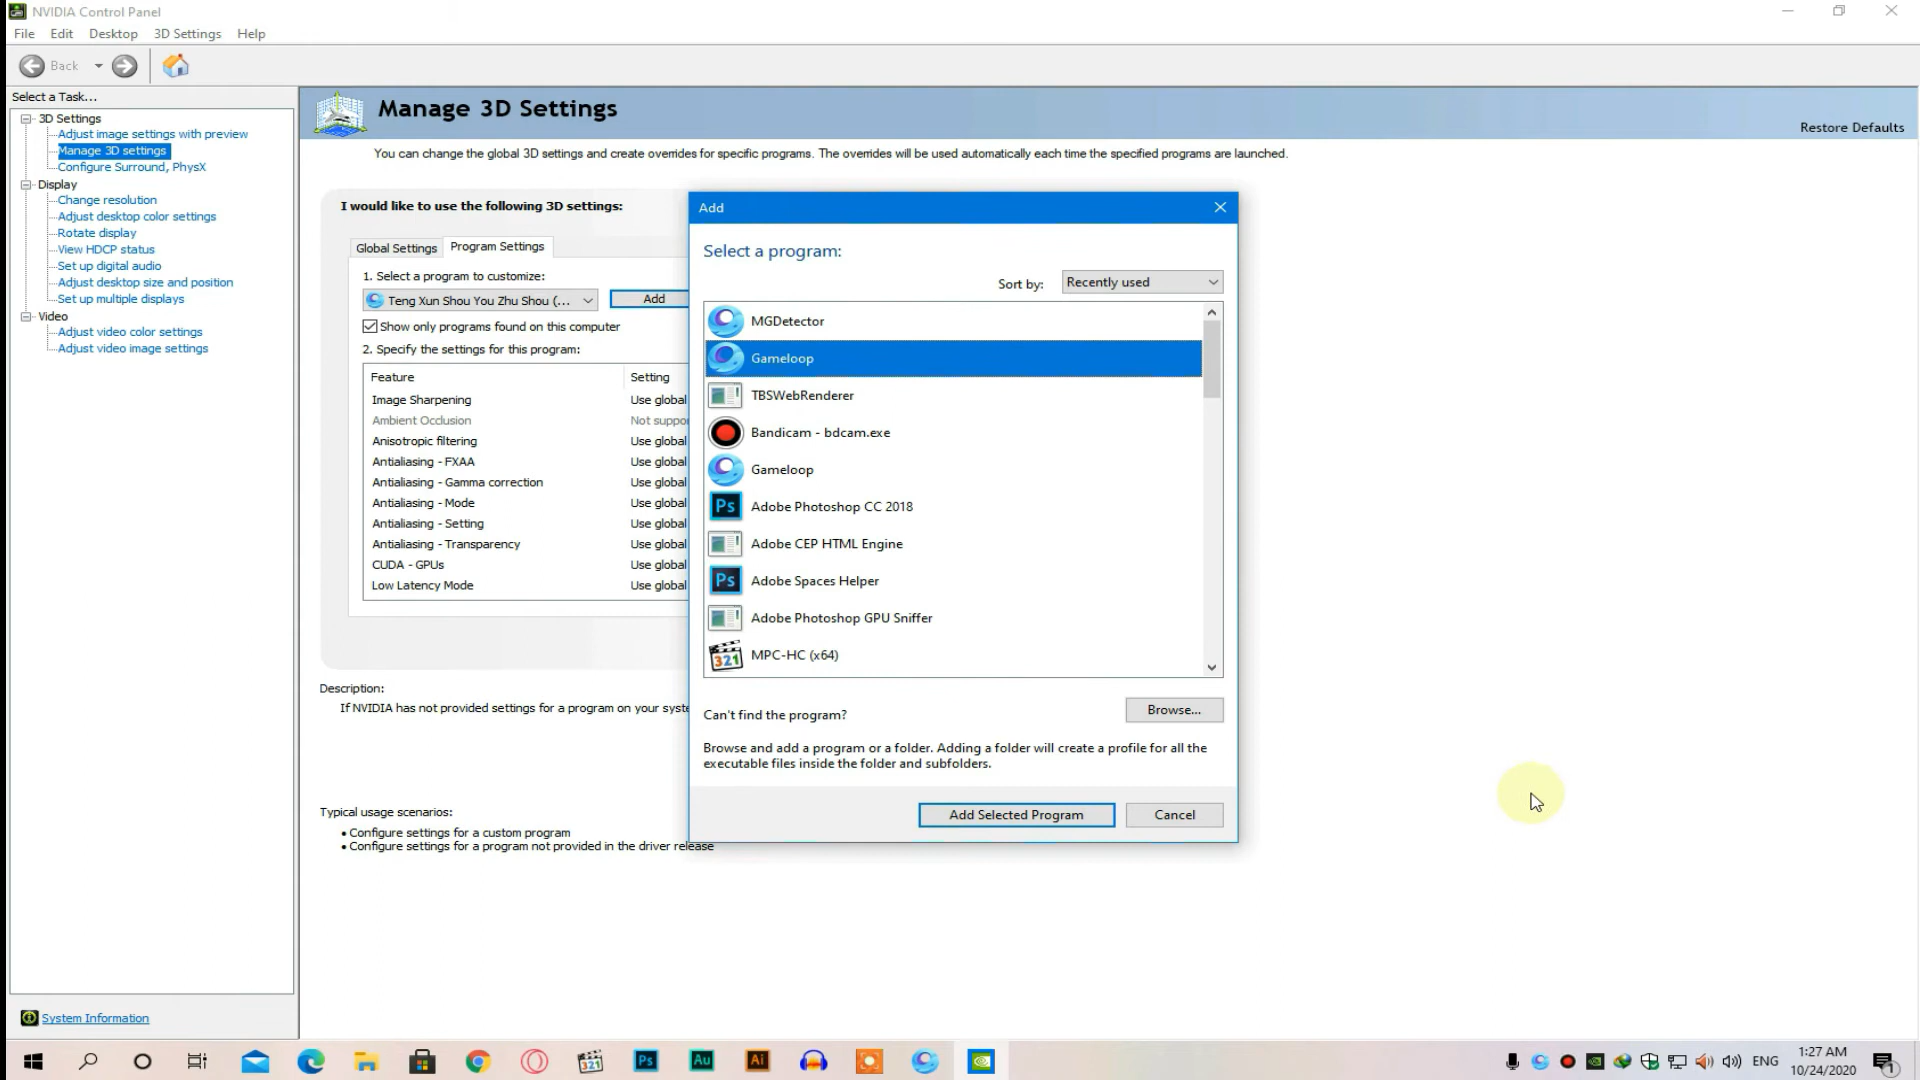 NVIDIA Control Panel
File Edit Desktop 3D Settings Help
Back
Select a Task...
3D Settings
Adjust image settings with preview
Manage 3D settings
Configure Surround, PhysX
Display
Change resolution
Adjust desktop color settings
Rotate display
View HDCP status
Set up digital audio
Adjust desktop size and position
Set up multiple displays
Video
Adjust video color settings
Adjust video image settings
System Information
Manage 3D Settings
Restore Defaults
You can change the global 3D settings and create overrides for specific programs. The overrides will be used automatically each time the specified programs are launched.
I would like to use the following 3D settings:
Global Settings Program Settings
1. Select a program to customize:
Teng Xun Shou You Zhu Shou (... Add
Show only programs found on this computer
2. Specify the settings for this program:
Feature Setting
Image Sharpening Use global
Ambient Occlusion Not suppo
Anisotropic filtering Use global
Antialiasing - FXAA Use global
Antialiasing - Gamma correction Use global
Antialiasing - Mode Use global
Antialiasing - Setting Use global
Antialiasing - Transparency Use global
CUDA - GPUs Use global
Low Latency Mode Use global
Description:
If NVIDIA has not provided settings for a program on your syste
Typical usage scenarios:
• Configure settings for a custom program
• Configure settings for a program not provided in the driver release
Add
Select a program:
Sort by: Recently used
MGDetector
Gameloop
TBSWebRenderer
Bandicam - bdcam.exe
Gameloop
Ps Adobe Photoshop CC 2018
Adobe CEP HTML Engine
Ps Adobe Spaces Helper
Adobe Photoshop GPU Sniffer
321 MPC-HC (x64)
Can't find the program? Browse...
Browse and add a program or a folder. Adding a folder will create a profile for all the
executable files inside the folder and subfolders.
Add Selected Program Cancel
321 Ps Au Ai ENG 1:27 AM
10/24/2020 1